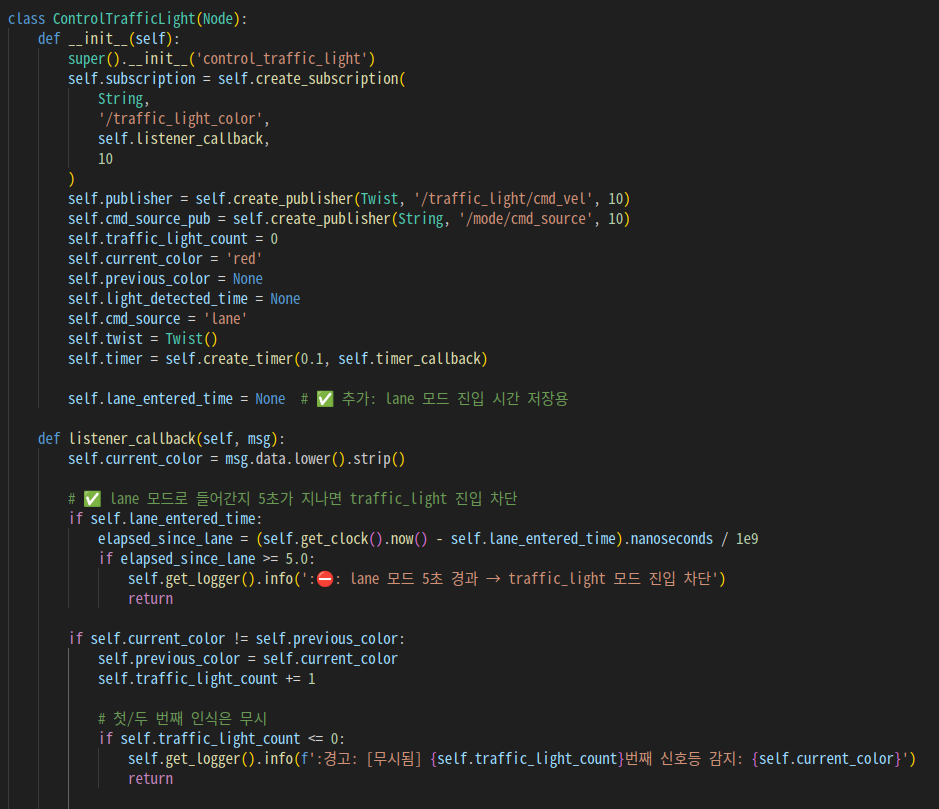 class ControlTrafficLight(Node):
    def __init__(self):
        super().__init__('control_traffic_light')
        self.subscription = self.create_subscription(
            String,
            '/traffic_light_color',
            self.listener_callback,
            10
        )
        self.publisher = self.create_publisher(Twist, '/traffic_light/cmd_vel', 10)
        self.cmd_source_pub = self.create_publisher(String, '/mode/cmd_source', 10)
        self.traffic_light_count = 0
        self.current_color = 'red'
        self.previous_color = None
        self.light_detected_time = None
        self.cmd_source = 'lane'
        self.twist = Twist()
        self.timer = self.create_timer(0.1, self.timer_callback)

        self.lane_entered_time = None  # ✅ 추가: lane 모드 진입 시간 저장용

    def listener_callback(self, msg):
        self.current_color = msg.data.lower().strip()

        # ✅ lane 모드로 들어간지 5초가 지나면 traffic_light 진입 차단
        if self.lane_entered_time:
            elapsed_since_lane = (self.get_clock().now() - self.lane_entered_time).nanoseconds / 1e9
            if elapsed_since_lane >= 5.0:
                self.get_logger().info(':⛔: lane 모드 5초 경과 → traffic_light 모드 진입 차단')
                return

        if self.current_color != self.previous_color:
            self.previous_color = self.current_color
            self.traffic_light_count += 1

            # 첫/두 번째 인식은 무시
            if self.traffic_light_count <= 0:
                self.get_logger().info(f':경고: [무시됨] {self.traffic_light_count}번째 신호등 감지: {self.current_color}')
                return